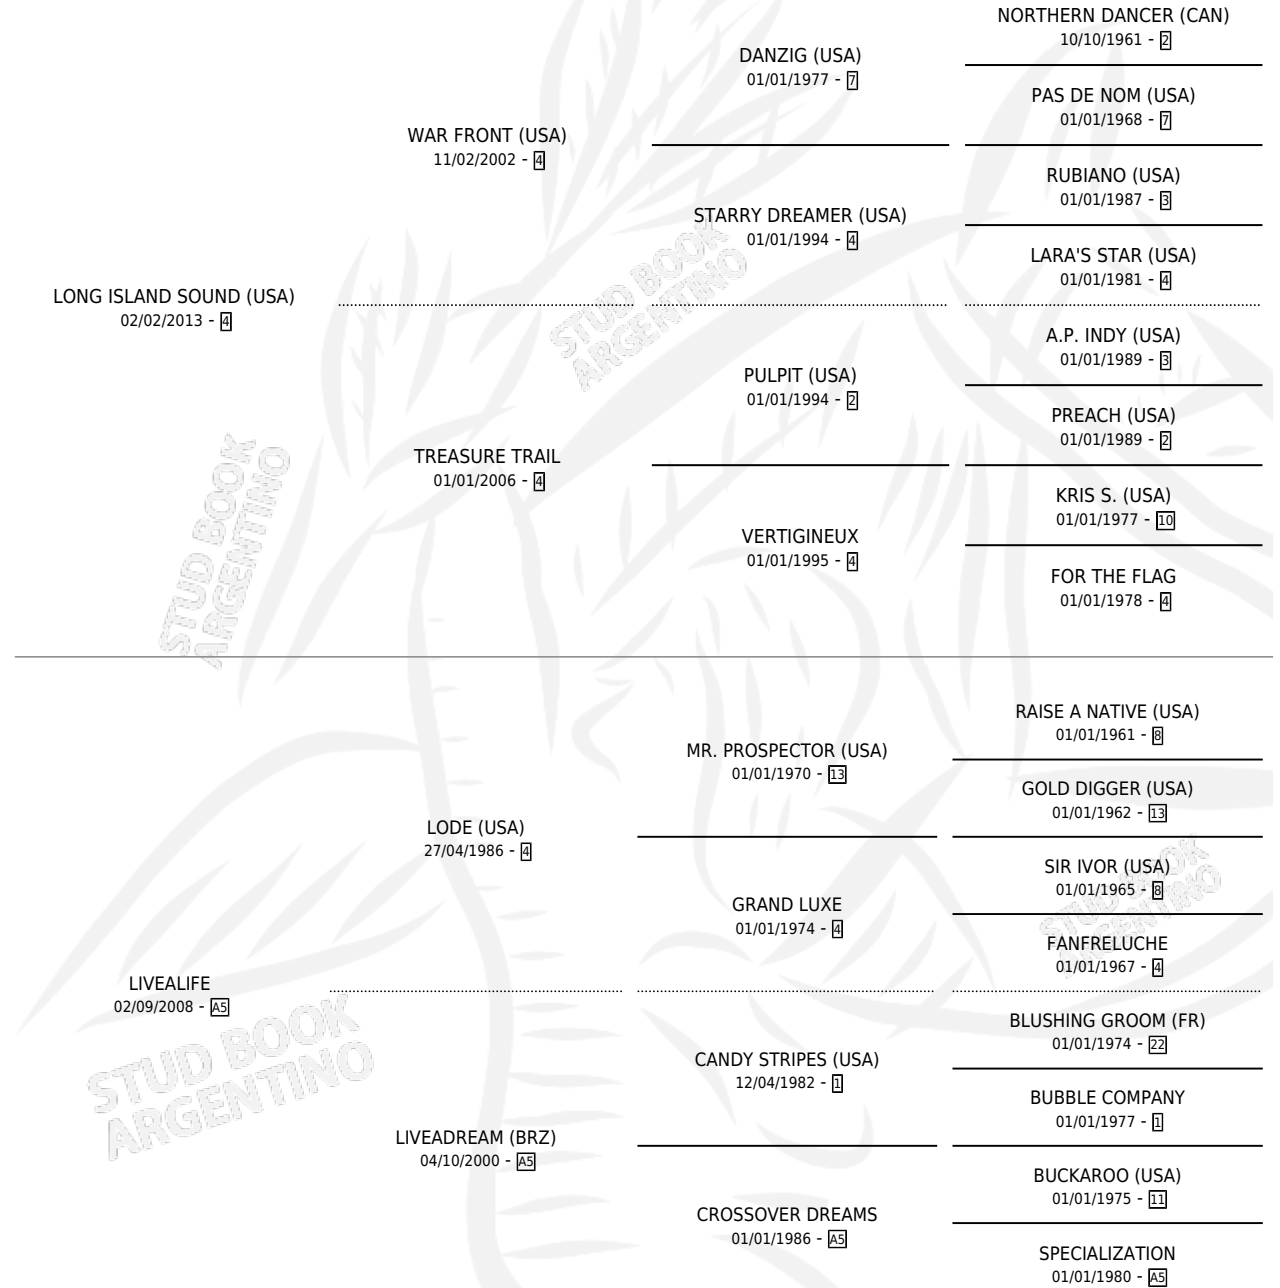 NORTHERN DANCER (CAN)
10/10/1961 - 2
DANZIG (USA)
01/01/1977 - 7
PAS DE NOM (USA)
01/01/1968 - 7
WAR FRONT (USA)
11/02/2002 - 4
RUBIANO (USA)
01/01/1987 - 3
STARRY DREAMER (USA)
01/01/1994 - 4
LARA'S STAR (USA)
01/01/1981 - 4
LONG ISLAND SOUND (USA)
02/02/2013 - 4
A.P. INDY (USA)
01/01/1989 - 3
PULPIT (USA)
01/01/1994 - 2
PREACH (USA)
01/01/1989 - 2
TREASURE TRAIL
01/01/2006 - 4
KRIS S. (USA)
01/01/1977 - 10
VERTIGINEUX
01/01/1995 - 4
FOR THE FLAG
01/01/1978 - 4
RAISE A NATIVE (USA)
01/01/1961 - 8
MR. PROSPECTOR (USA)
01/01/1970 - 13
GOLD DIGGER (USA)
01/01/1962 - 13
LODE (USA)
27/04/1986 - 4
SIR IVOR (USA)
01/01/1965 - 8
GRAND LUXE
01/01/1974 - 4
FANFRELUCHE
01/01/1967 - 4
LIVEALIFE
02/09/2008 - A5
BLUSHING GROOM (FR)
01/01/1974 - 22
CANDY STRIPES (USA)
12/04/1982 - 1
BUBBLE COMPANY
01/01/1977 - 1
LIVEADREAM (BRZ)
04/10/2000 - A5
BUCKAROO (USA)
01/01/1975 - 11
CROSSOVER DREAMS
01/01/1986 - A5
SPECIALIZATION
01/01/1980 - A5
STUD BOOK
ARGENTINO
STUD BOOK
ARGENTINO
STUD BOOK
ARGENTINO
STUD BOOK
ARGENTINO